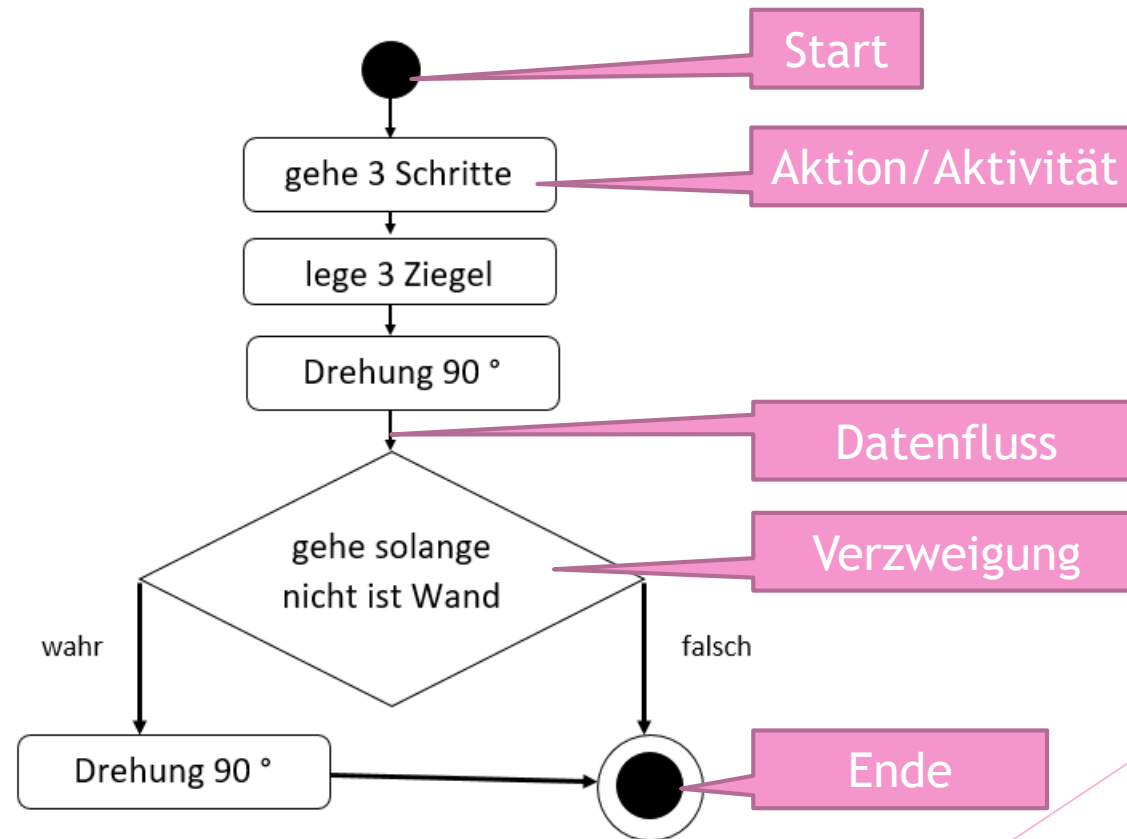 Start
gehe 3 Schritte
Aktion/Aktivität
lege 3 Ziegel
Drehung 90 °
Datenfluss
gehe solange
nicht ist Wand
Verzweigung
wahr
falsch
Drehung 90 °
Ende